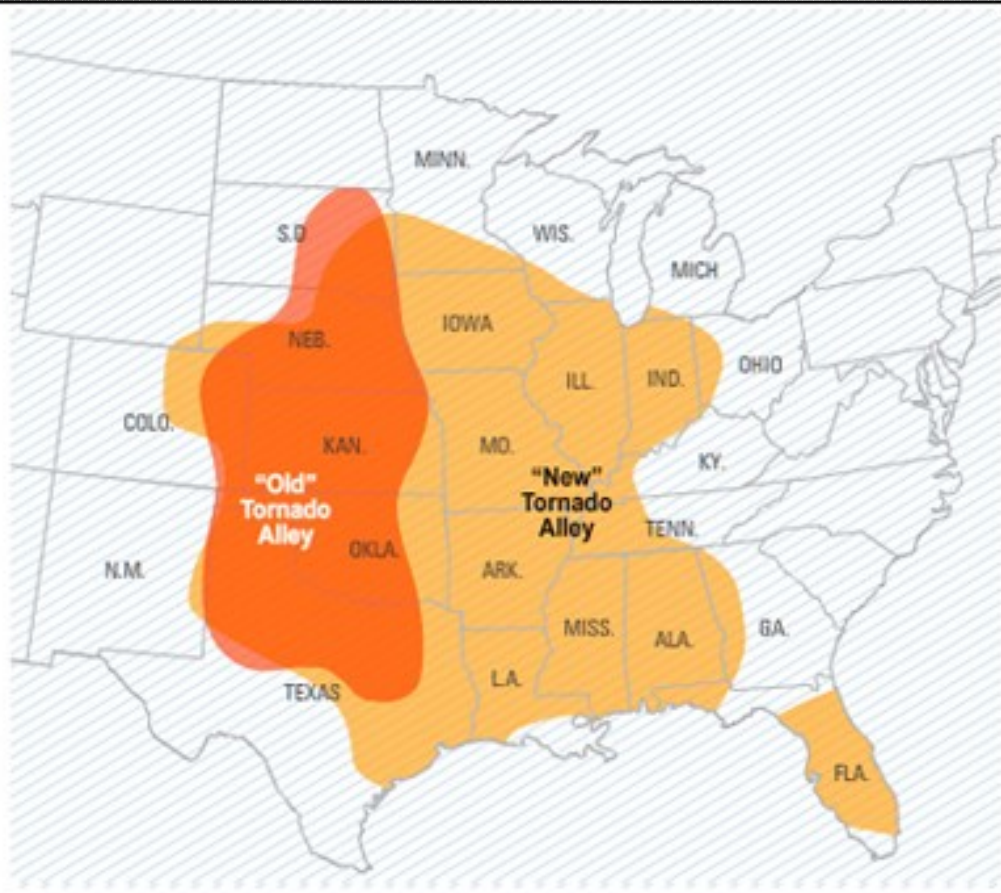 MINN.
S.D
WIS.
MICH
NEB.
IOWA
OHIO
ILL.
IND.
COLO.
KAN.
MO.
KY.
"Old"
Tornado
Alley
"New"
Tornado
Alley
TENN.
OKLA.
N.M.
ARK.
MISS.
ALA.
GA.
L.A.
TEXAS
FLA.